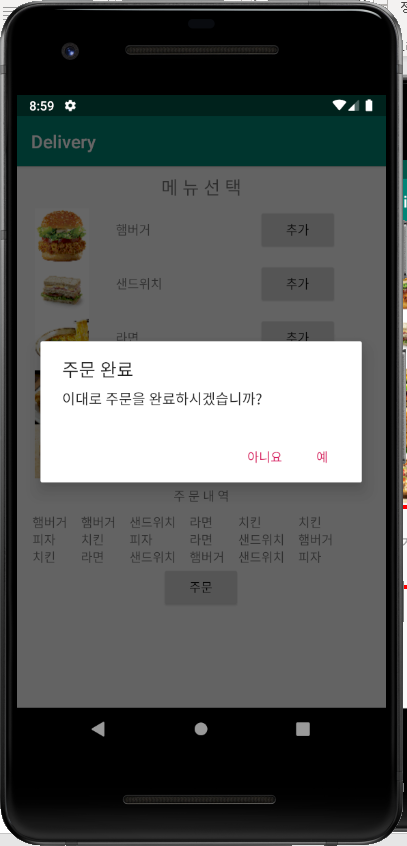 8:59
Delivery
메 뉴 선 택
햄버거 추가
샌드위치 추가
라면 추가
주문 완료
이대로 주문을 완료하시겠습니까?
아니요 예
주 문 내 역
햄버거 햄버거 샌드위치 라면 치킨 치킨
피자 치킨 피자 라면 샌드위치 햄버거
치킨 라면 샌드위치 햄버거 샌드위치 피자
주문